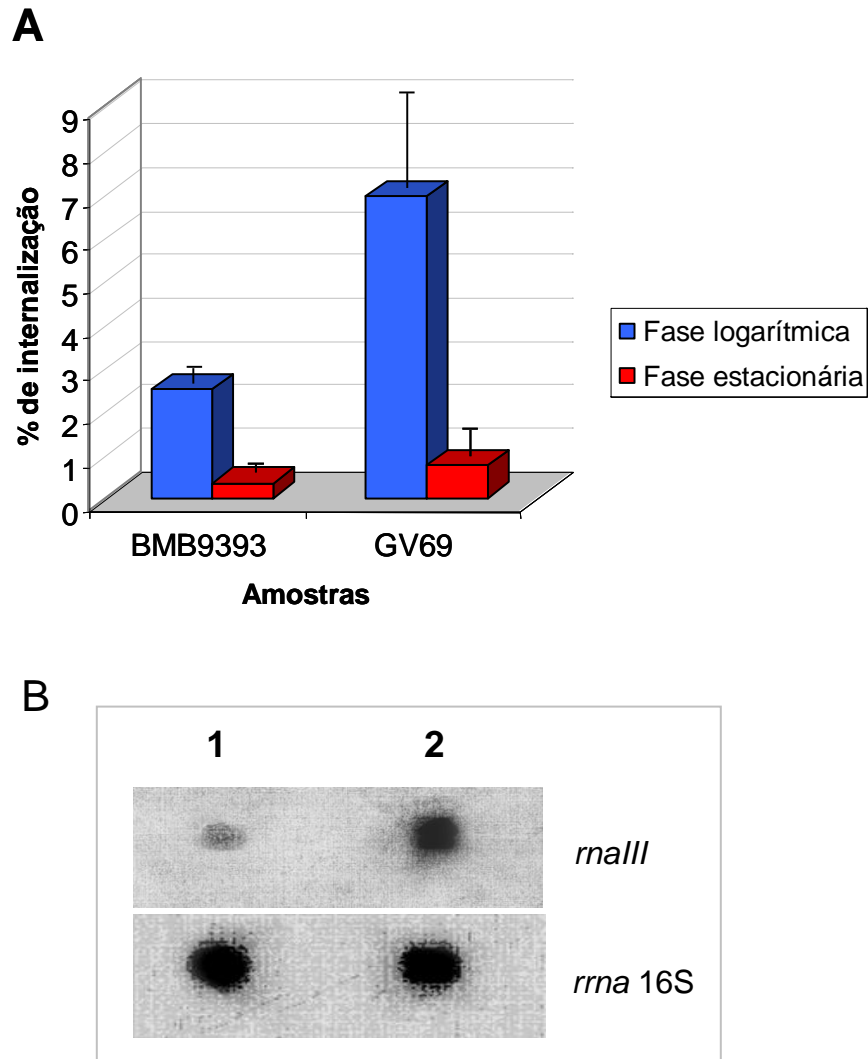 A
% de internalização
9
8
7
6
5
4
3
2
1
0
BMB9393 GV69
Amostras
Fase logarítmica
Fase estacionária
B
1 2
rnaIII
rrna 16S